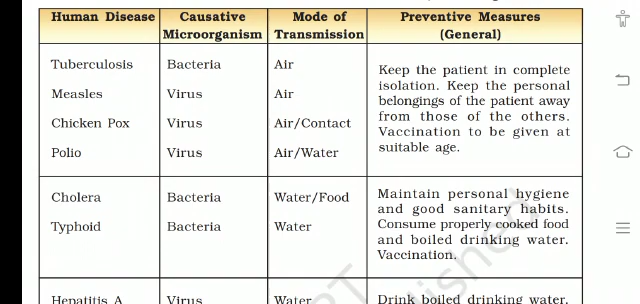 Human Disease Causative Microorganism Mode of Transmission Preventive Measures (General)
Tuberculosis Bacteria Air
Measles Virus Air
Chicken Pox Virus Air/Contact
Polio Virus Air/Water
Keep the patient in complete
isolation. Keep the personal
belongings of the patient away
from those of the others.
Vaccination to be given at
suitable age.
Cholera Bacteria Water/Food
Typhoid Bacteria Water
Maintain personal hygiene
and good sanitary habits.
Consume properly cooked food
and boiled drinking water.
Vaccination.
Hepatitis A Virus Water Drink boiled drinking water.